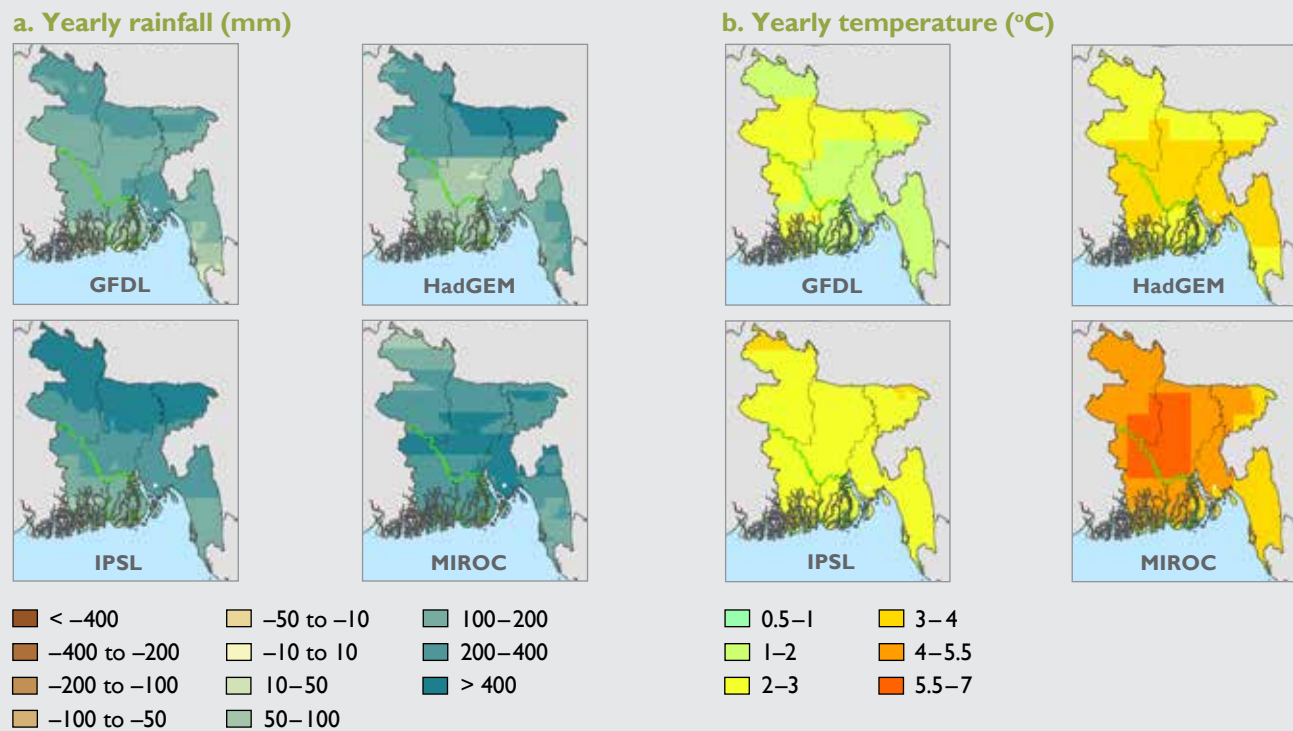 a. Yearly rainfall (mm)
b. Yearly temperature (°C)
GFDL
HadGEM
GFDL
HadGEM
IPSL
MIROC
IPSL
MIROC
< –400
–400 to –200
–200 to –100
–100 to –50
–50 to –10
–10 to 10
10–50
50–100
100–200
200–400
> 400
0.5–1
1–2
2–3
3–4
4–5.5
5.5–7